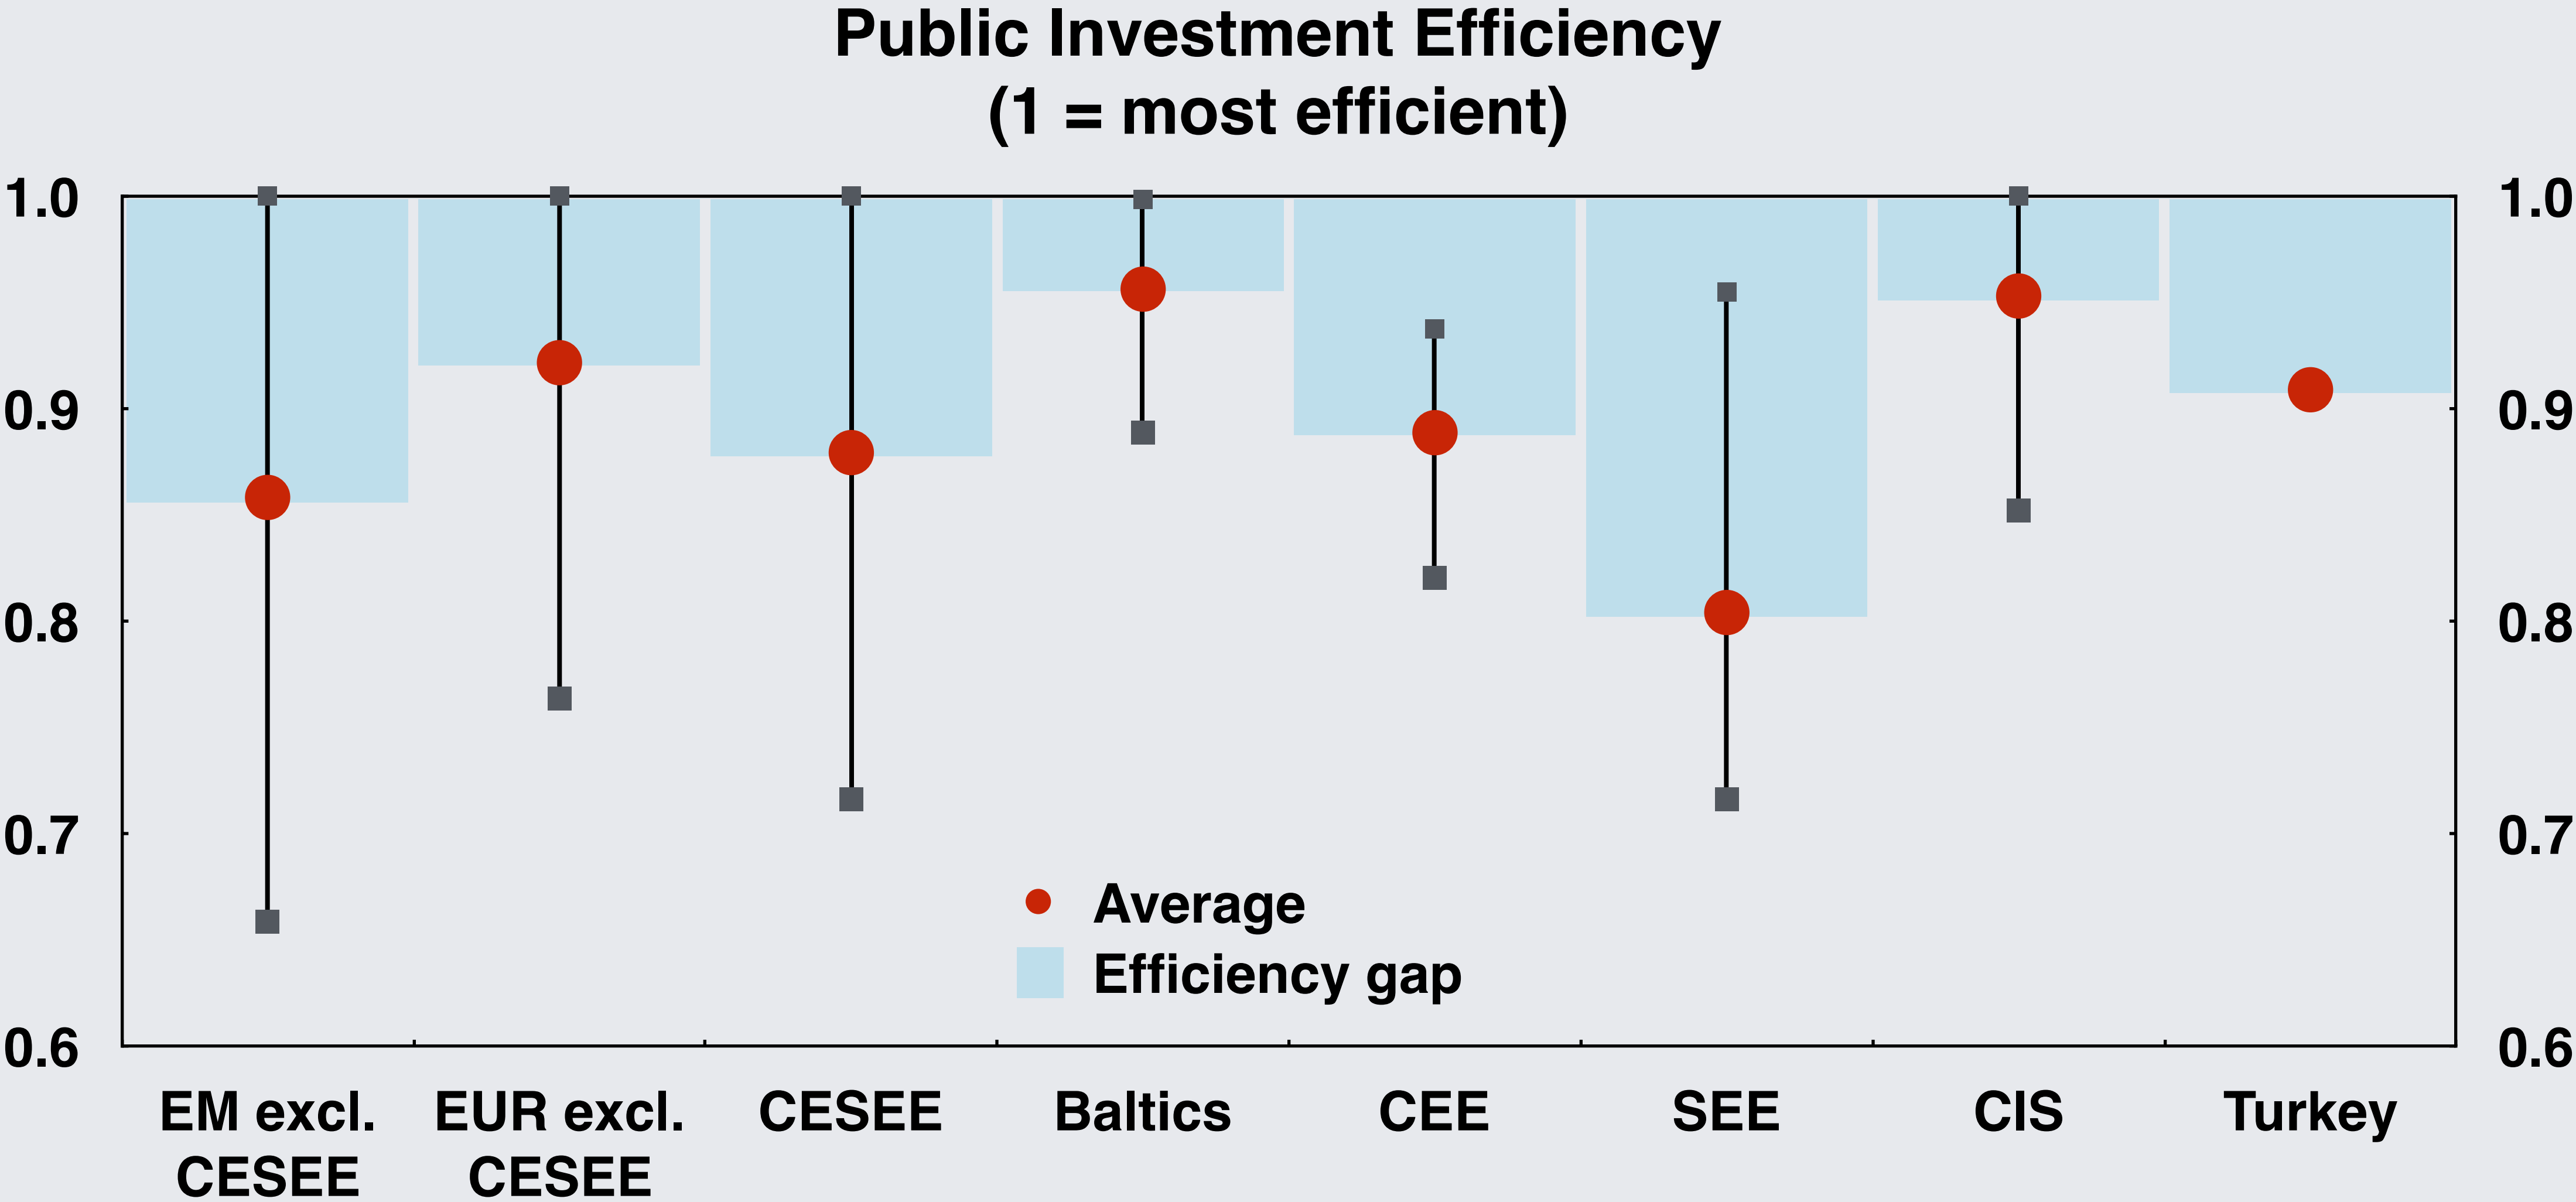 Public Investment Efficiency
(1 = most efficient)
1.0 1.0
0.9 0.9
0.8 0.8
0.7 0.7
Average
Efficiency gap
0.6 0.6
EM excl. EUR excl. CESEE Baltics CEE SEE CIS Turkey
CESEE CESEE